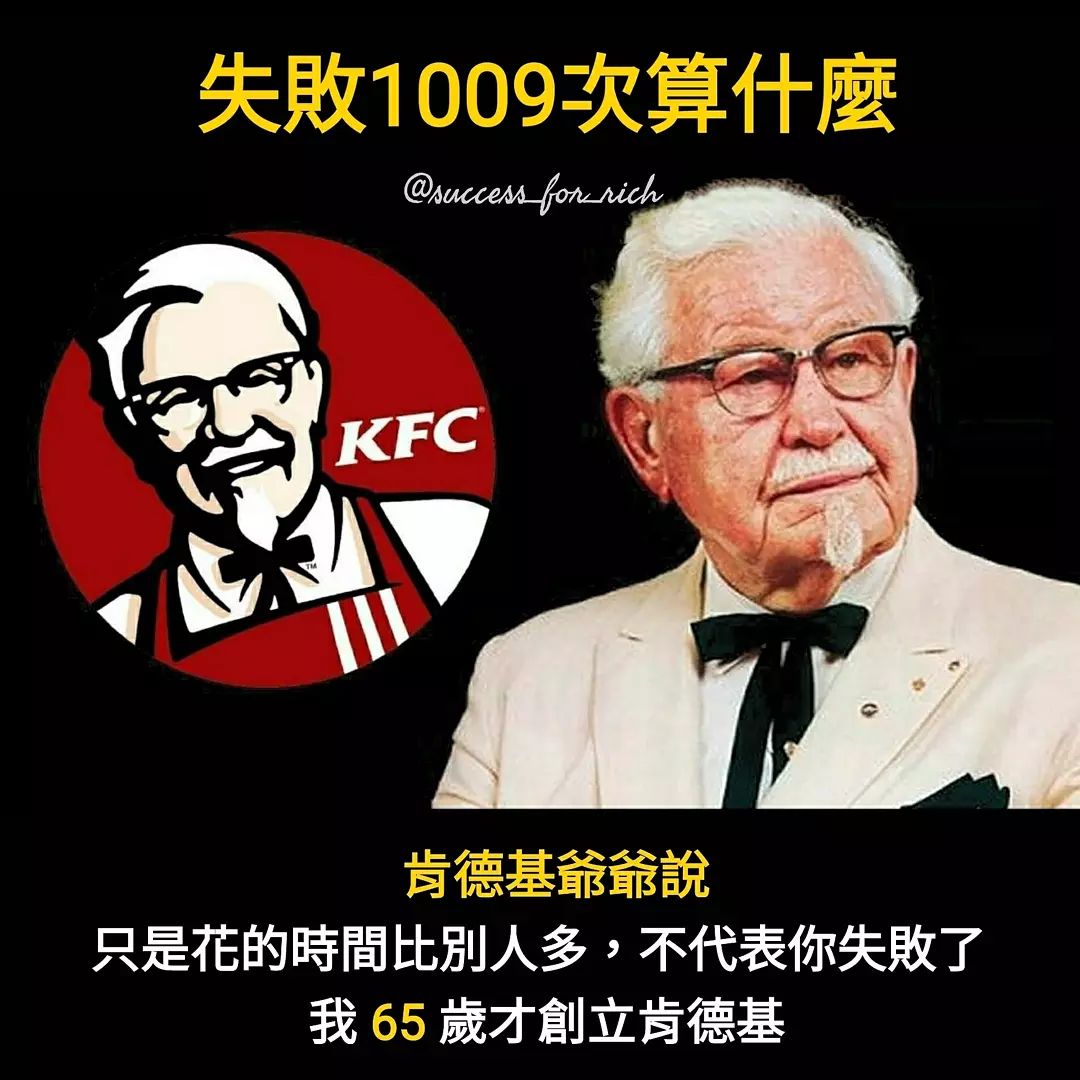 失敗1009次算什麼
@success_for_rich
KFC
TM
肯德基爺爺說
只是花的時間比別人多，不代表你失敗了
我 65 歲才創立肯德基